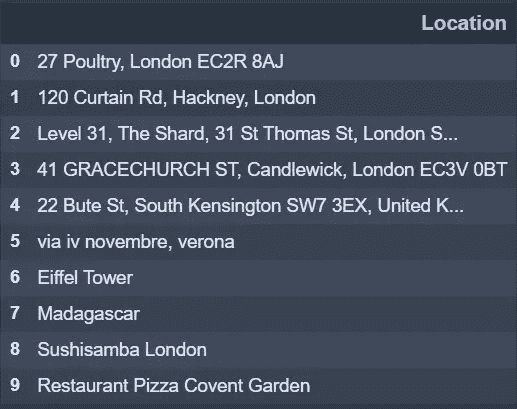 Location
0 27 Poultry, London EC2R 8AJ
1 120 Curtain Rd, Hackney, London
2 Level 31, The Shard, 31 St Thomas St, London S...
3 41 GRACECHURCH ST, Candlewick, London EC3V 0BT
4 22 Bute St, South Kensington SW7 3EX, United K...
5 via iv novembre, verona
6 Eiffel Tower
7 Madagascar
8 Sushisamba London
9 Restaurant Pizza Covent Garden